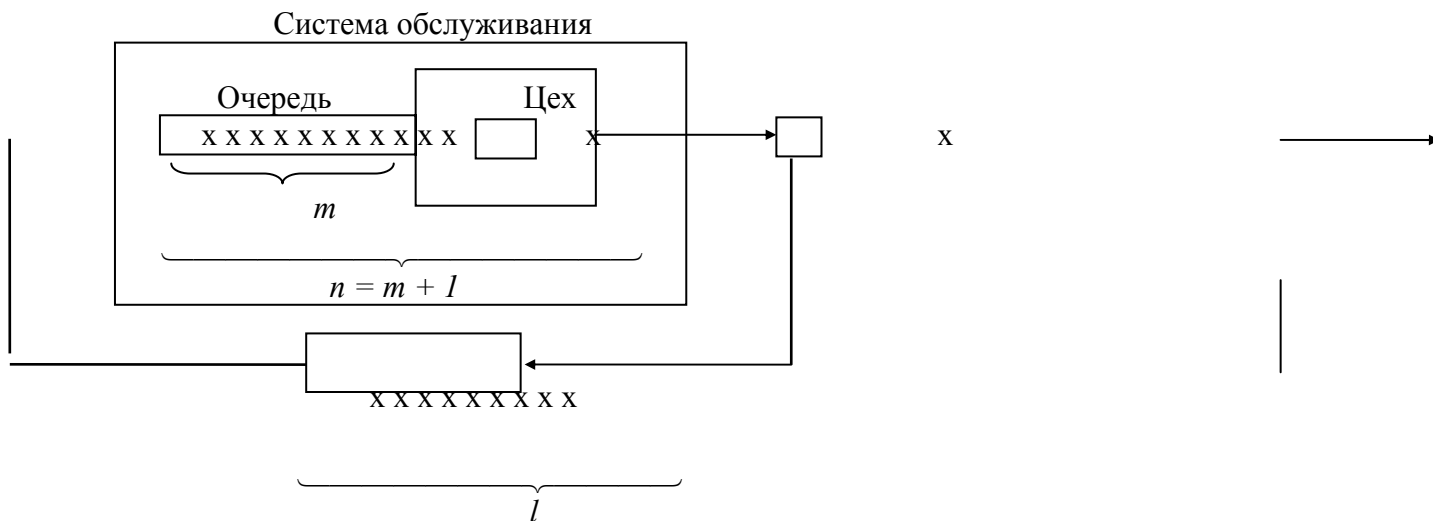 Система обслуживания
Очередь Цех
x x x x x x x x x x x x x
m
n = m + 1
x x x x x x x x x
l